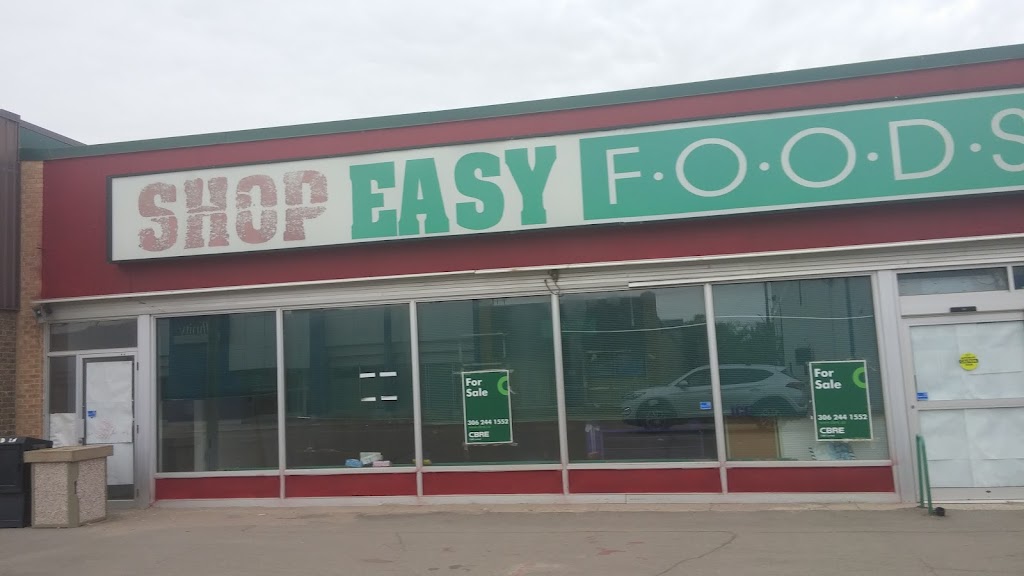 SHOP EASY F·O·O·D·S
For
Sale
306 244 1552
CBRE
For
Sale
306 244 1552
CBRE